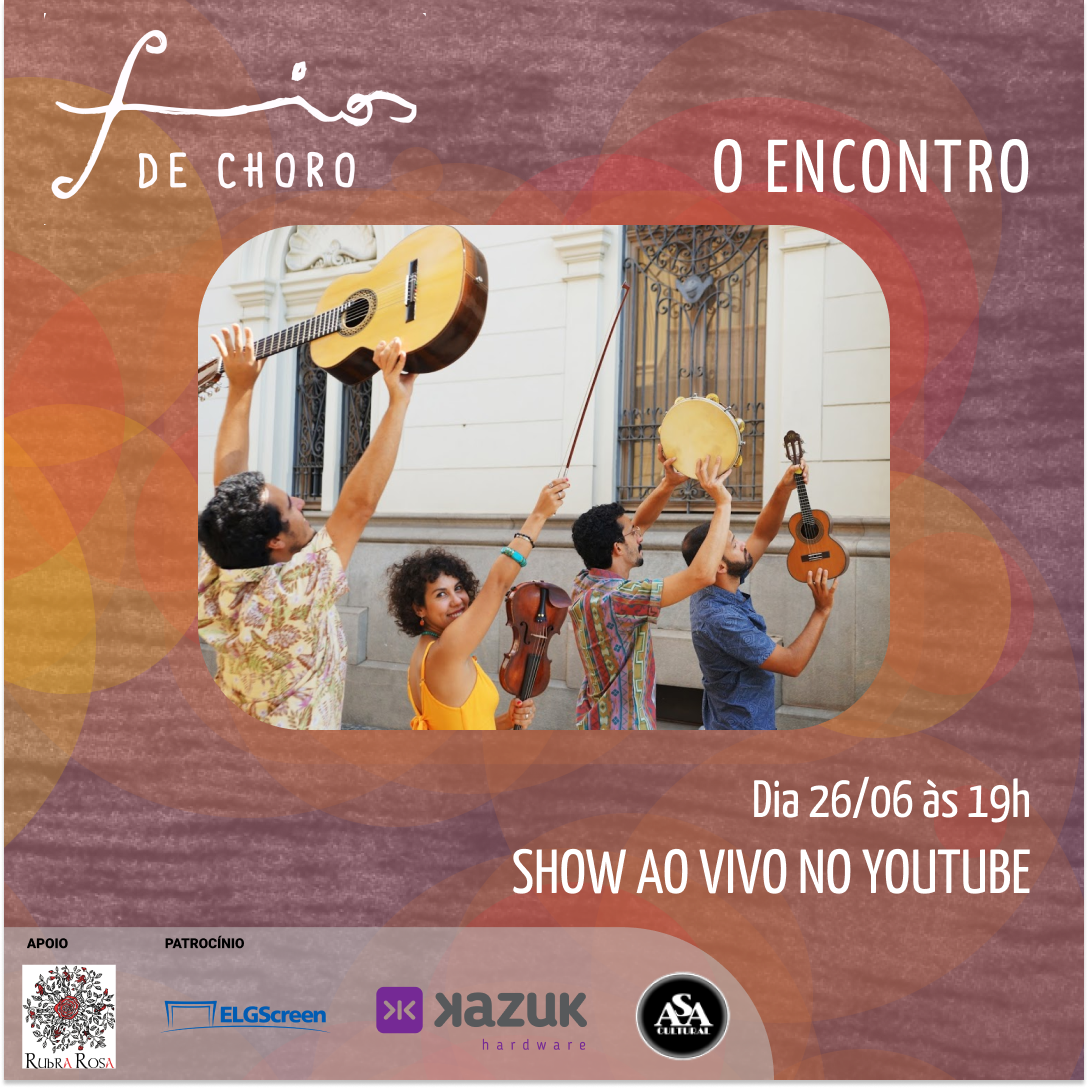 fios
DE CHORO
O ENCONTRO
Dia 26/06 às 19h
SHOW AO VIVO NO YOUTUBE
APOIO
PATROCÍNIO
RUBRA ROSA
ELGScreen
KAZUK
hardware
ASA
CULTURAL